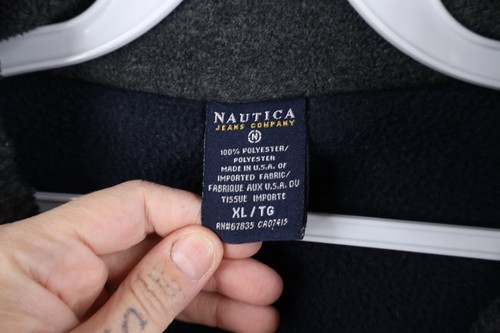 NAUTICA
JEANS COMPANY
N
100% POLYESTER/
POLYESTER
MADE IN U.S.A. OF
IMPORTED FABRIC/
FABRIQUE AUX U.S.A. DU
TISSUE IMPORTE
XL/TG
RN#67835 CA07415